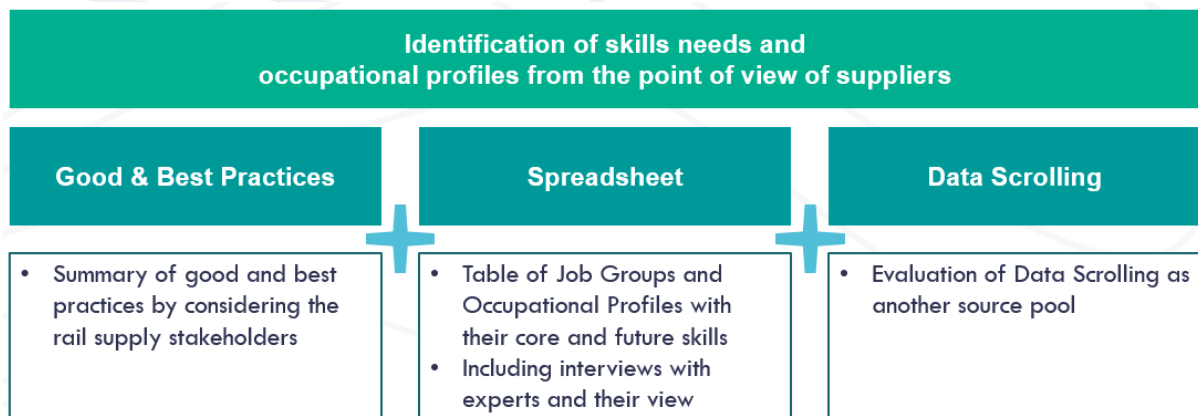 Identification of skills needs and
occupational profiles from the point of view of suppliers
Good & Best Practices
Spreadsheet
Data Scrolling
• Summary of good and best
practices by considering the
rail supply stakeholders
• Table of Job Groups and
Occupational Profiles with
their core and future skills
• Including interviews with
experts and their view
• Evaluation of Data Scrolling as
another source pool